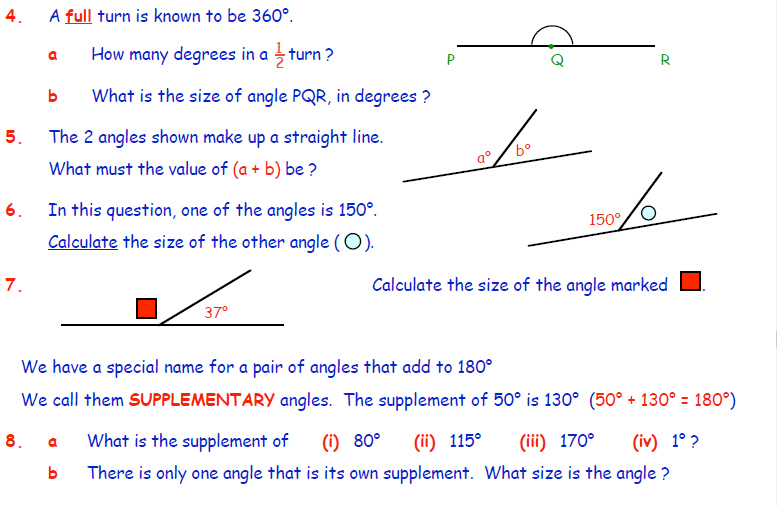 4. A full turn is known to be 360°.
a How many degrees in a 1/2 turn ?
P Q R
b What is the size of angle PQR, in degrees ?
5. The 2 angles shown make up a straight line.
a° b°
What must the value of (a + b) be ?
6. In this question, one of the angles is 150°.
150°
Calculate the size of the other angle ( ).
7. Calculate the size of the angle marked .
37°
We have a special name for a pair of angles that add to 180°
We call them SUPPLEMENTARY angles. The supplement of 50° is 130° (50° + 130° = 180°)
8. a What is the supplement of (i) 80° (ii) 115° (iii) 170° (iv) 1° ?
b There is only one angle that is its own supplement. What size is the angle ?